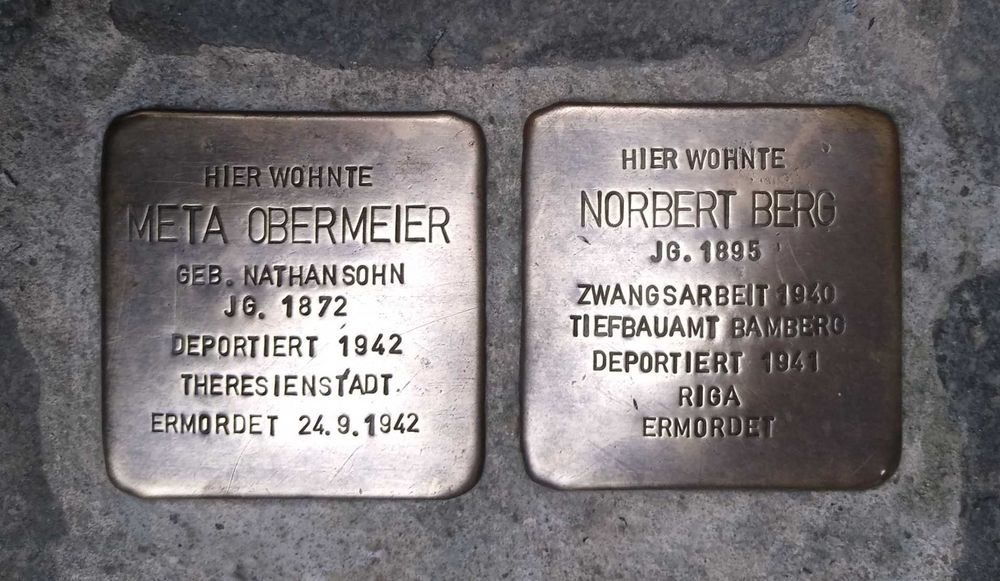 HIER WOHNTE
META OBERMEIER
GEB. NATHANSOHN
JG. 1872
DEPORTIERT 1942
THERESIENSTADT
ERMORDET 24.9.1942
HIER WOHNTE
NORBERT BERG
JG. 1895
ZWANGSARBEIT 1940
TIEFBAUAMT BAMBERG
DEPORTIERT 1941
RIGA
ERMORDET